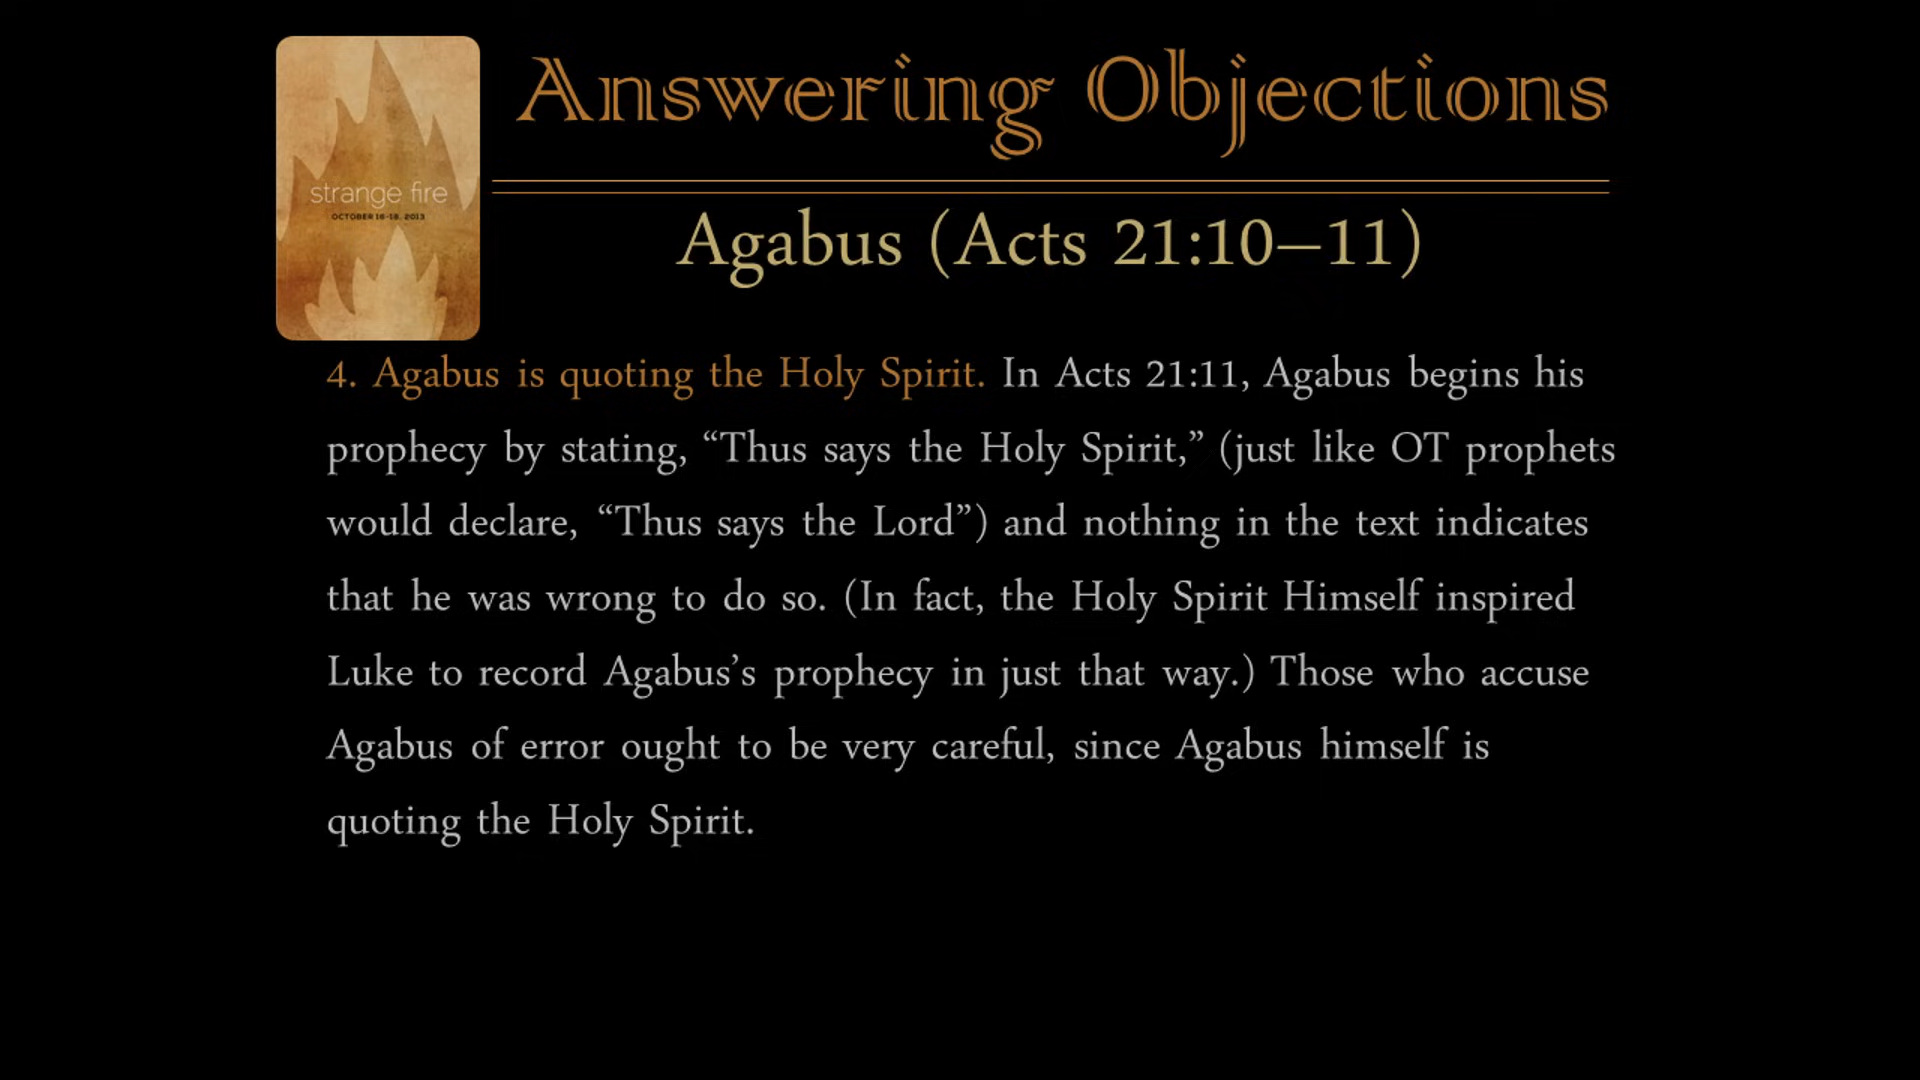 Answering Objections
strange fire
OCTOBER 16-18, 2013
Agabus (Acts 21:10–11)
4. Agabus is quoting the Holy Spirit. In Acts 21:11, Agabus begins his
prophecy by stating, “Thus says the Holy Spirit,” (just like OT prophets
would declare, “Thus says the Lord”) and nothing in the text indicates
that he was wrong to do so. (In fact, the Holy Spirit Himself inspired
Luke to record Agabus’s prophecy in just that way.) Those who accuse
Agabus of error ought to be very careful, since Agabus himself is
quoting the Holy Spirit.